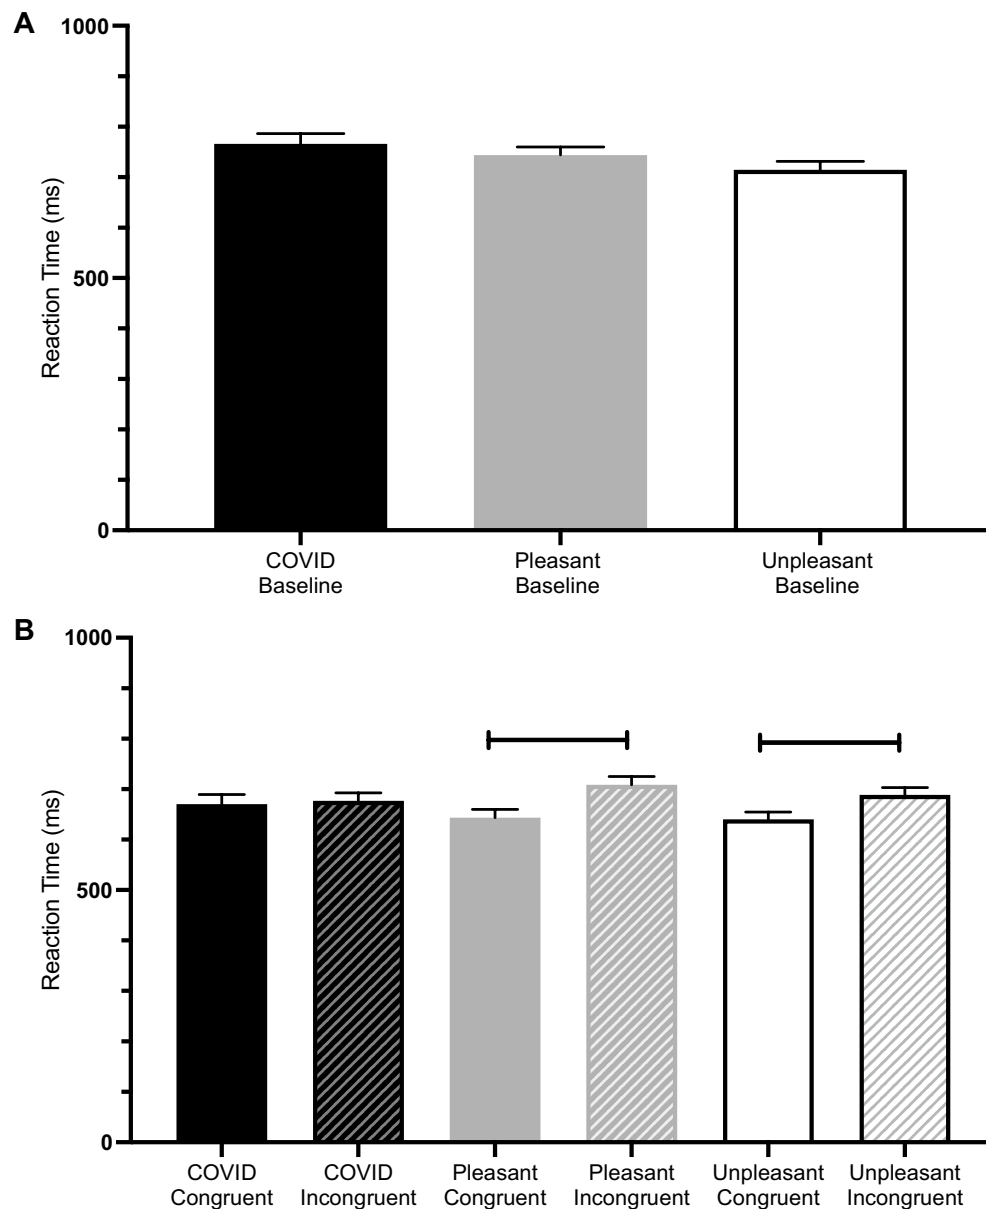 A
1000
500
0
Reaction Time (ms)
COVID
Baseline
Pleasant
Baseline
Unpleasant
Baseline
B
1000
500
0
Reaction Time (ms)
COVID
Congruent
COVID
Incongruent
Pleasant
Congruent
Pleasant
Incongruent
Unpleasant
Congruent
Unpleasant
Incongruent